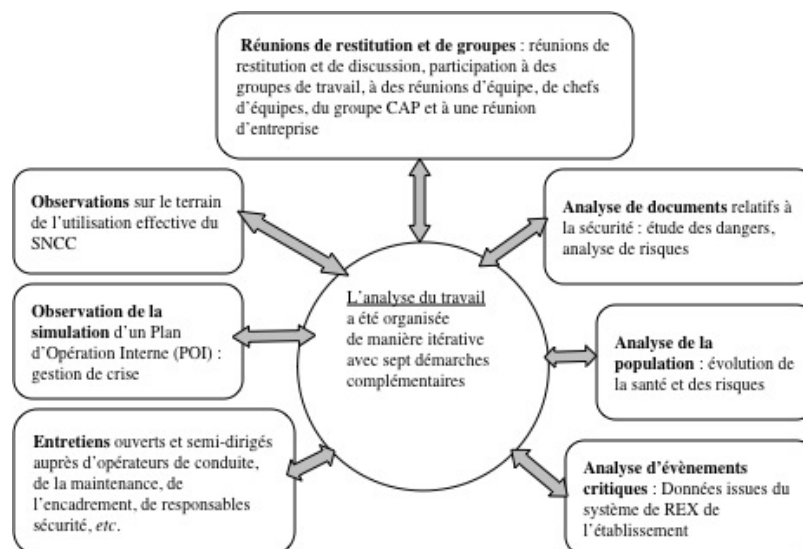 Réunions de restitution et de groupes : réunions de
restitution et de discussion, participation à des
groupes de travail, à des réunions d'équipe, de chefs
d'équipes, du groupe CAP et à une réunion
d'entreprise
Observations sur le terrain
de l'utilisation effective du
SNCC
Analyse de documents relatifs à
la sécurité : étude des dangers,
analyse de risques
Observation de la
simulation d'un Plan
d'Opération Interne (POI) :
gestion de crise
L'analyse du travail
a été organisée
de manière itérative
avec sept démarches
complémentaires
Analyse de la
population : évolution de
la santé et des risques
Entretiens ouverts et semi-dirigés
auprès d'opérateurs de conduite,
de la maintenance, de
l'encadrement, de responsables
sécurité, etc.
Analyse d'évènements
critiques : Données issues du
système de REX de
l'établissement